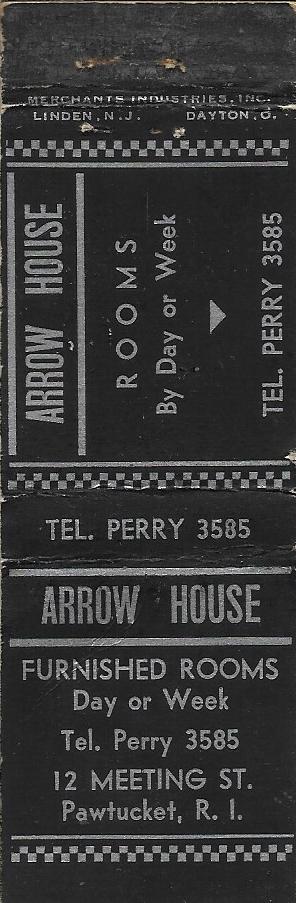 MERCHANTS INDUSTRIES, INC.
LINDEN, N.J. DAYTON, O.
ARROW HOUSE
ROOMS
By Day or Week
TEL. PERRY 3585
TEL. PERRY 3585
ARROW HOUSE
FURNISHED ROOMS
Day or Week
Tel. Perry 3585
12 MEETING ST.
Pawtucket, R. I.